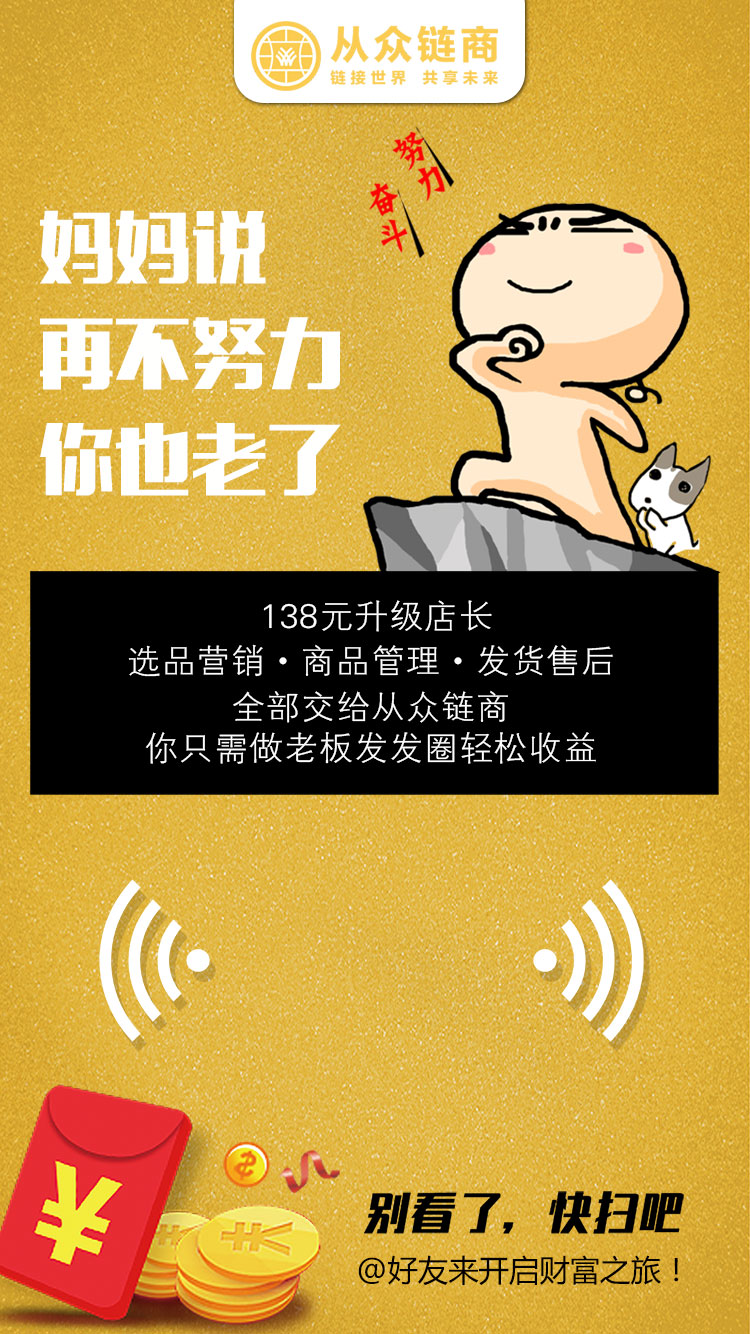 从众链商
链接世界 共享未来
努力
奋斗
妈妈说
再不努力
你也老了
138元升级店长
选品营销·商品管理·发货售后
全部交给从众链商
你只需做老板发发圈轻松收益
¥
别看了，快扫吧
@好友来开启财富之旅！